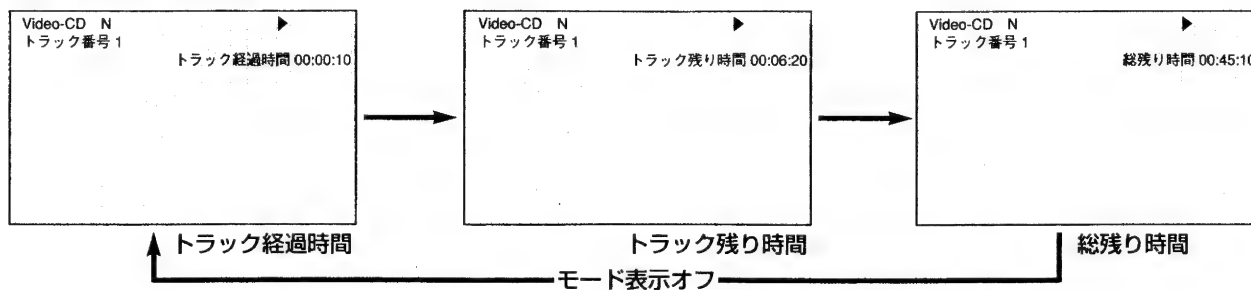 Video-CD N ▶
トラック番号 1
トラック経過時間 00:00:10
Video-CD N ▶
トラック番号 1
トラック残り時間 00:06:20
Video-CD N ▶
トラック番号 1
総残り時間 00:45:10
トラック経過時間
トラック残り時間
総残り時間
モード表示オフ